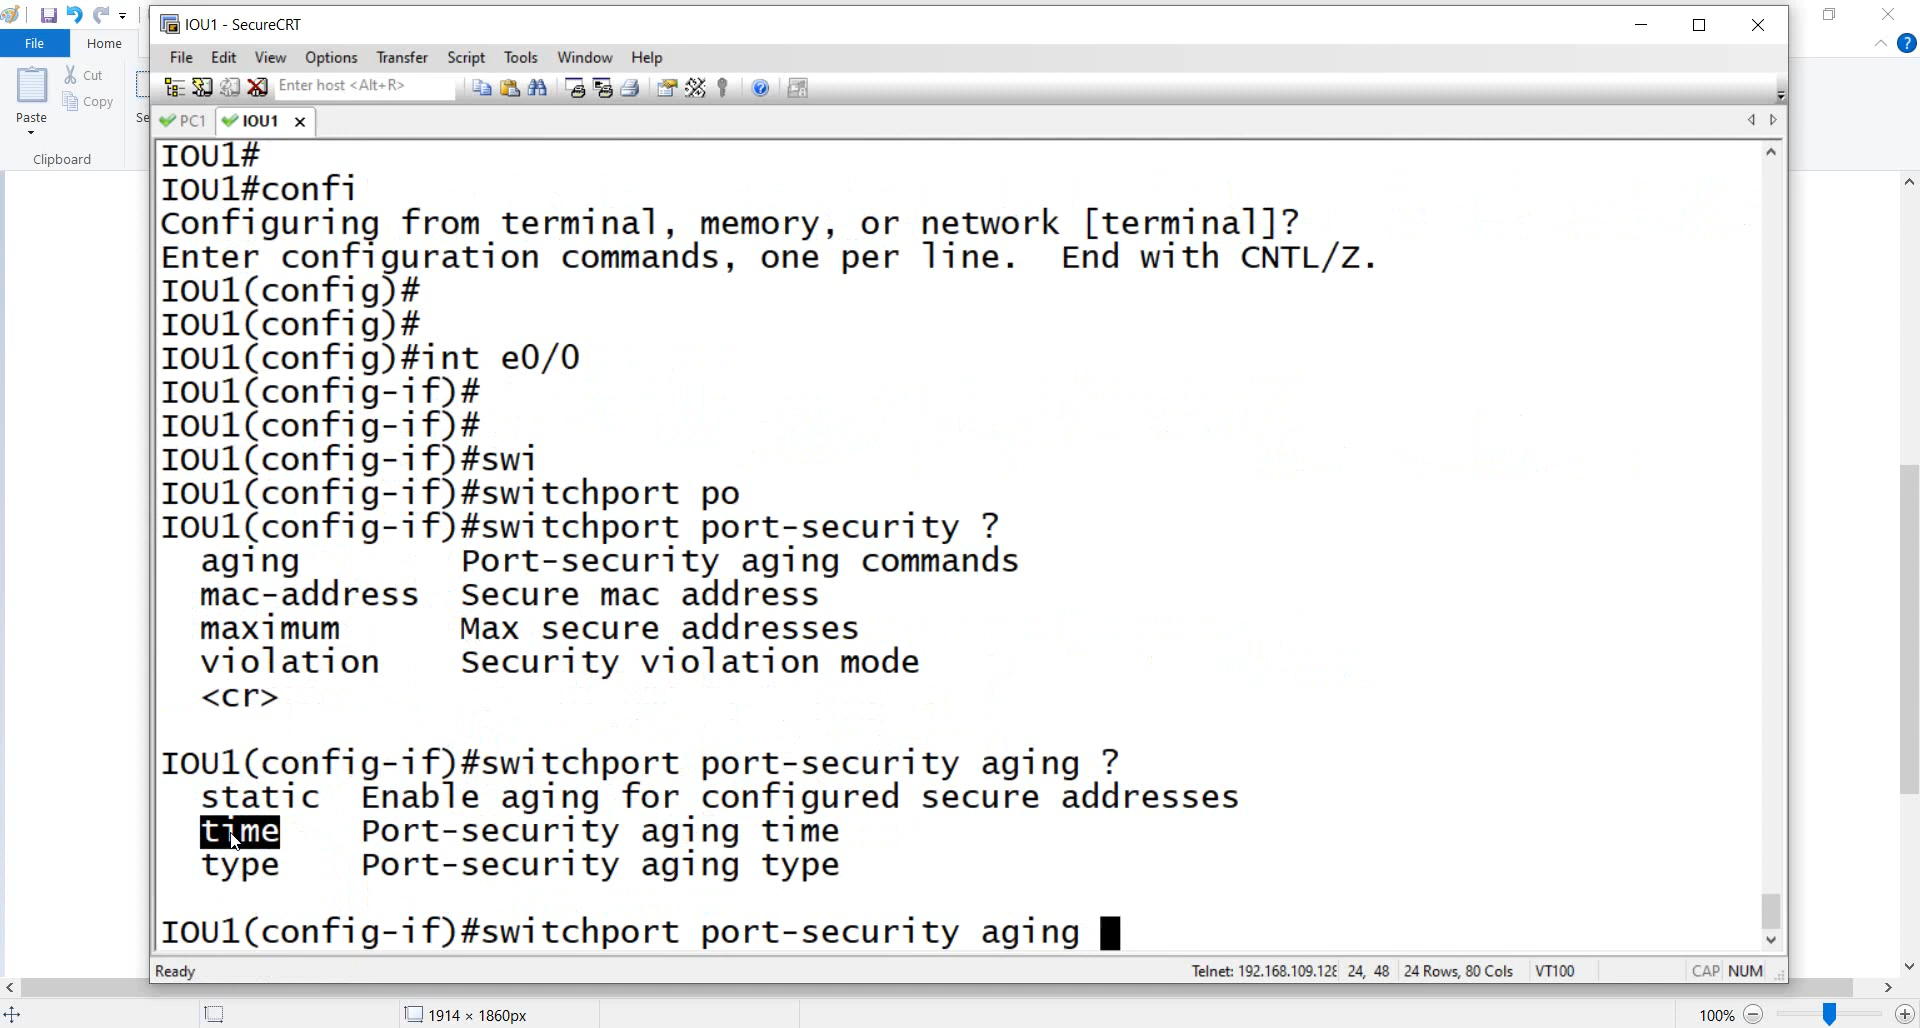 IOU1 - SecureCRT
File Home
File Edit View Options Transfer Script Tools Window Help
Paste
Cut
Copy
Se
Clipboard
Enter host <Alt+R>
PC1 IOU1
IOU1#
IOU1#confi
Configuring from terminal, memory, or network [terminal]?
Enter configuration commands, one per line.  End with CNTL/Z.
IOU1(config)#
IOU1(config)#
IOU1(config)#int e0/0
IOU1(config-if)#
IOU1(config-if)#
IOU1(config-if)#swi
IOU1(config-if)#switchport po
IOU1(config-if)#switchport port-security ?
aging Port-security aging commands
mac-address Secure mac address
maximum Max secure addresses
violation Security violation mode
<cr>
IOU1(config-if)#switchport port-security aging ?
static Enable aging for configured secure addresses
time Port-security aging time
type Port-security aging type
IOU1(config-if)#switchport port-security aging
Ready Telnet: 192.168.109.128 24, 48 24 Rows, 80 Cols VT100 CAP NUM
1914 × 1860px 100%